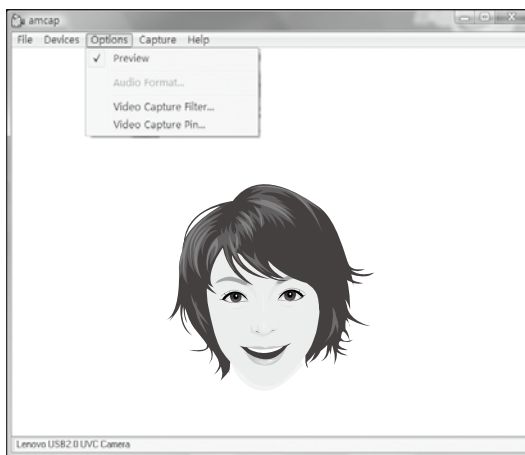 amcap
File Devices Options Capture Help
Preview
Audio Format...
Video Capture Filter...
Video Capture Pin...
Lenovo USB2.0 UVC Camera